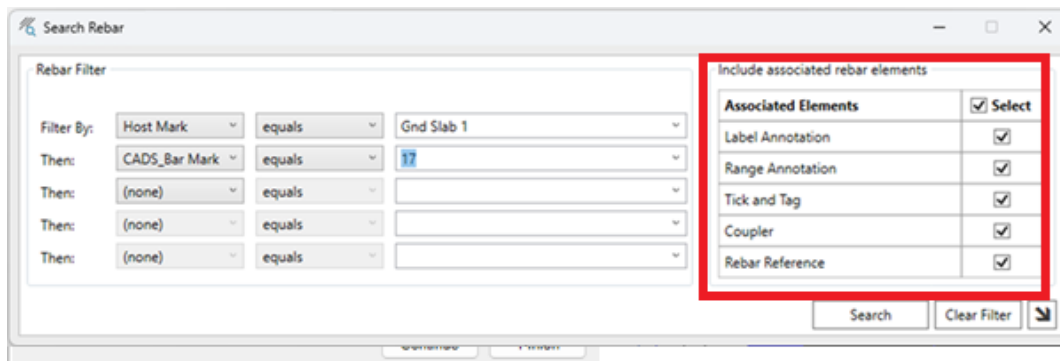 Search Rebar
Rebar Filter
Filter By: Host Mark equals Gnd Slab 1
Then: CADS_Bar Mark equals 17
Then: (none) equals
Then: (none) equals
Then: (none) equals
Include associated rebar elements
Associated Elements Select
Label Annotation
Range Annotation
Tick and Tag
Coupler
Rebar Reference
Search Clear Filter